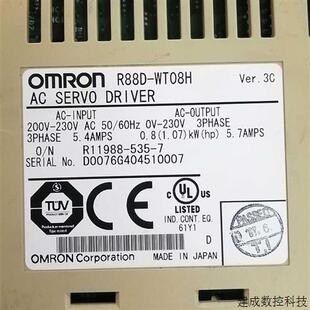 OMRON R88D-WT08H Ver. 3C
AC SERVO DRIVER
AC-INPUT AC-OUTPUT
200V-230V AC 50/60Hz 0V-230V 3PHASE
3PHASE 5.4AMPS 0.8(1.07)kW(hp) 5.7AMPS
O/N R11988-535-7
SERIAL No. D0076G404510007
TÜV
C UL US
LISTED
IND. CONT. EQ.
61Y1
PASSED
D
OMRON Corporation MADE IN JAPAN
建成数控科技